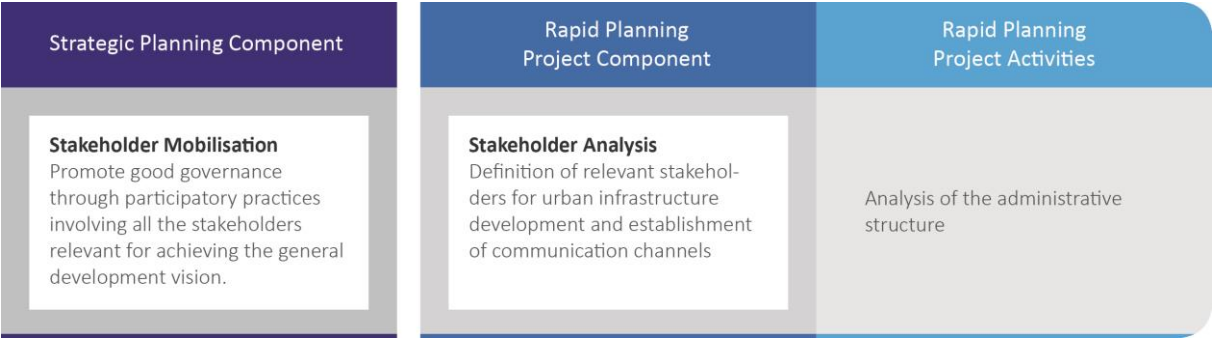 Strategic Planning Component
Rapid Planning
Project Component
Rapid Planning
Project Activities
Stakeholder Mobilisation
Promote good governance
through participatory practices
involving all the stakeholders
relevant for achieving the general
development vision.
Stakeholder Analysis
Definition of relevant stakehol-
ders for urban infrastructure
development and establishment
of communication channels
Analysis of the administrative
structure